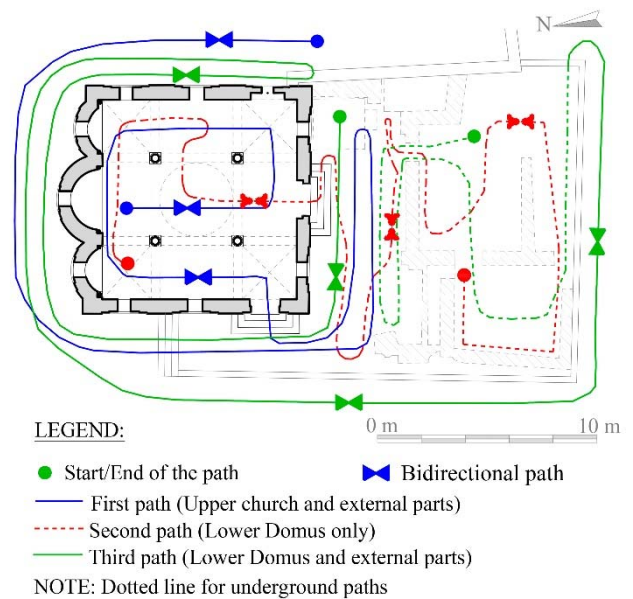 N
LEGEND:
0 m 10 m
Start/End of the path
Bidirectional path
First path (Upper church and external parts)
Second path (Lower Domus only)
Third path (Lower Domus and external parts)
NOTE: Dotted line for underground paths